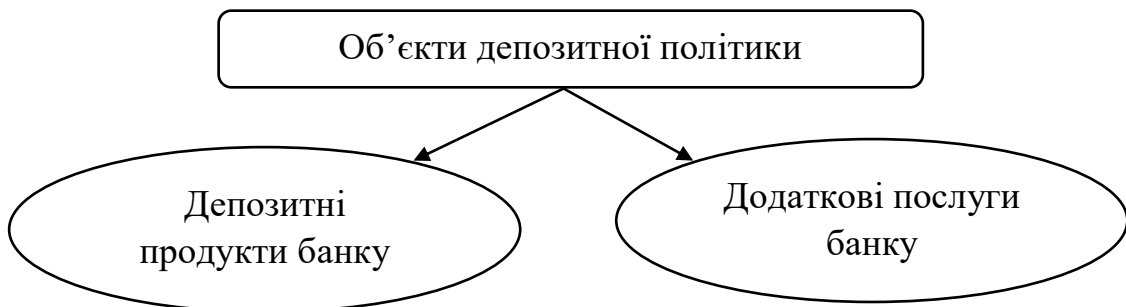 Об’єкти депозитної політики
Депозитні
продукти банку
Додаткові послуги
банку